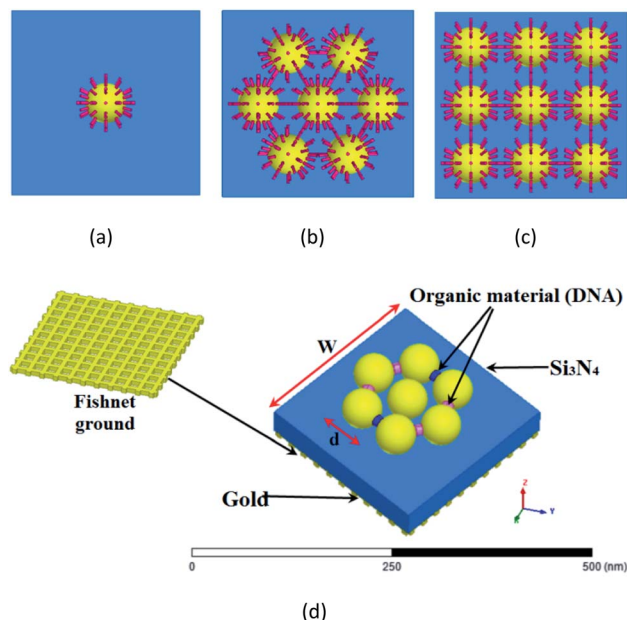 (a)
(b)
(c)
Organic material (DNA)
W
Si₃N₄
Fishnet
ground
d
Gold
Z
Y
0
250
500 (nm)
(d)